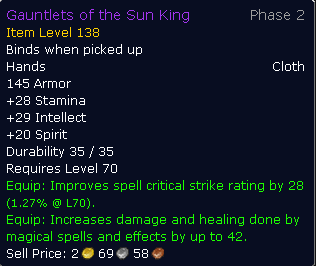 Gauntlets of the Sun King Phase 2
Item Level 138
Binds when picked up
Hands Cloth
145 Armor
+28 Stamina
+29 Intellect
+20 Spirit
Durability 35 / 35
Requires Level 70
Equip: Improves spell critical strike rating by 28
(1.27% @ L70).
Equip: Increases damage and healing done by
magical spells and effects by up to 42.
Sell Price: 2 69 58